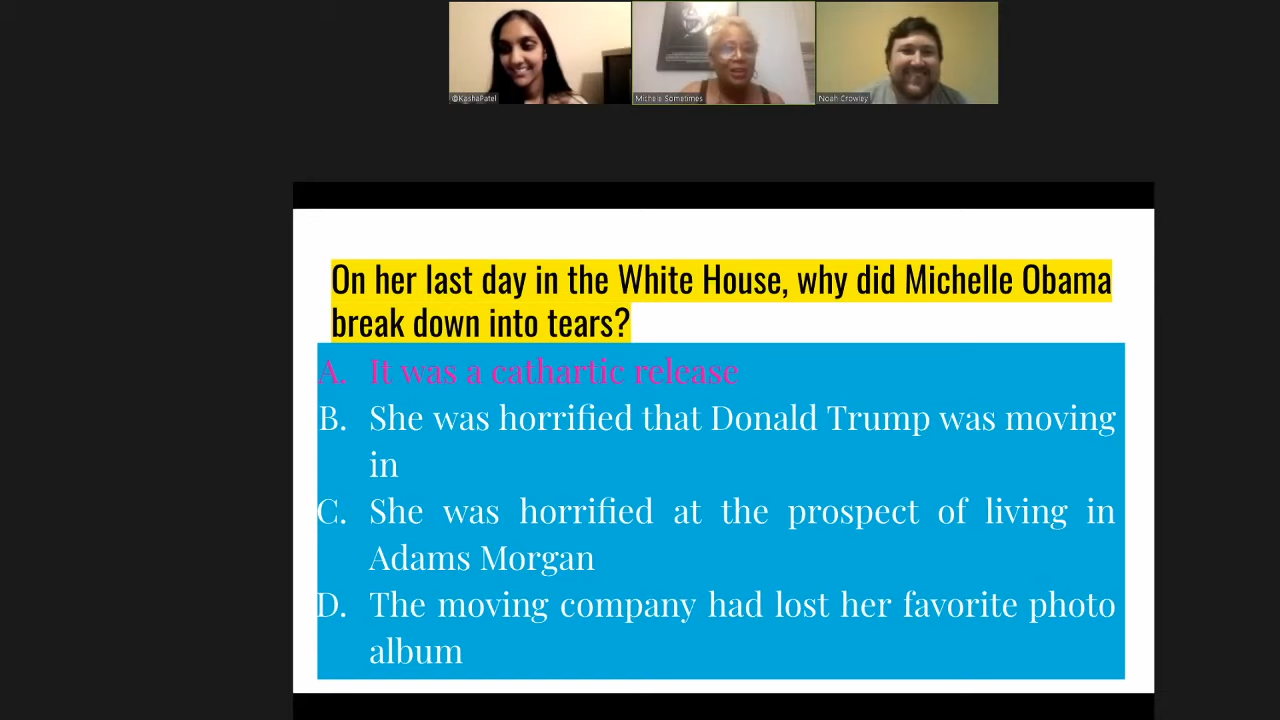 @KashaPatel
Michele Sometimes
Noah Crowley
On her last day in the White House, why did Michelle Obama
break down into tears?
A. It was a cathartic release
B. She was horrified that Donald Trump was moving
in
C. She was horrified at the prospect of living in
Adams Morgan
D. The moving company had lost her favorite photo
album